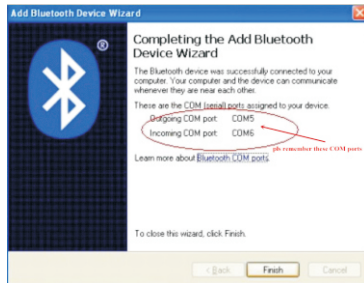 Add Bluetooth Device Wizard
Completing the Add Bluetooth
Device Wizard
The Bluetooth device was successfully connected to your
computer. Your computer and the device can communicate
whenever they are near each other.
These are the COM (serial) ports assigned to your device.
Outgoing COM port COM5
Incoming COM port COM6
pls remember these COM ports
Learn more about Bluetooth COM ports.
To close this wizard, click Finish.
< Back Finish Cancel